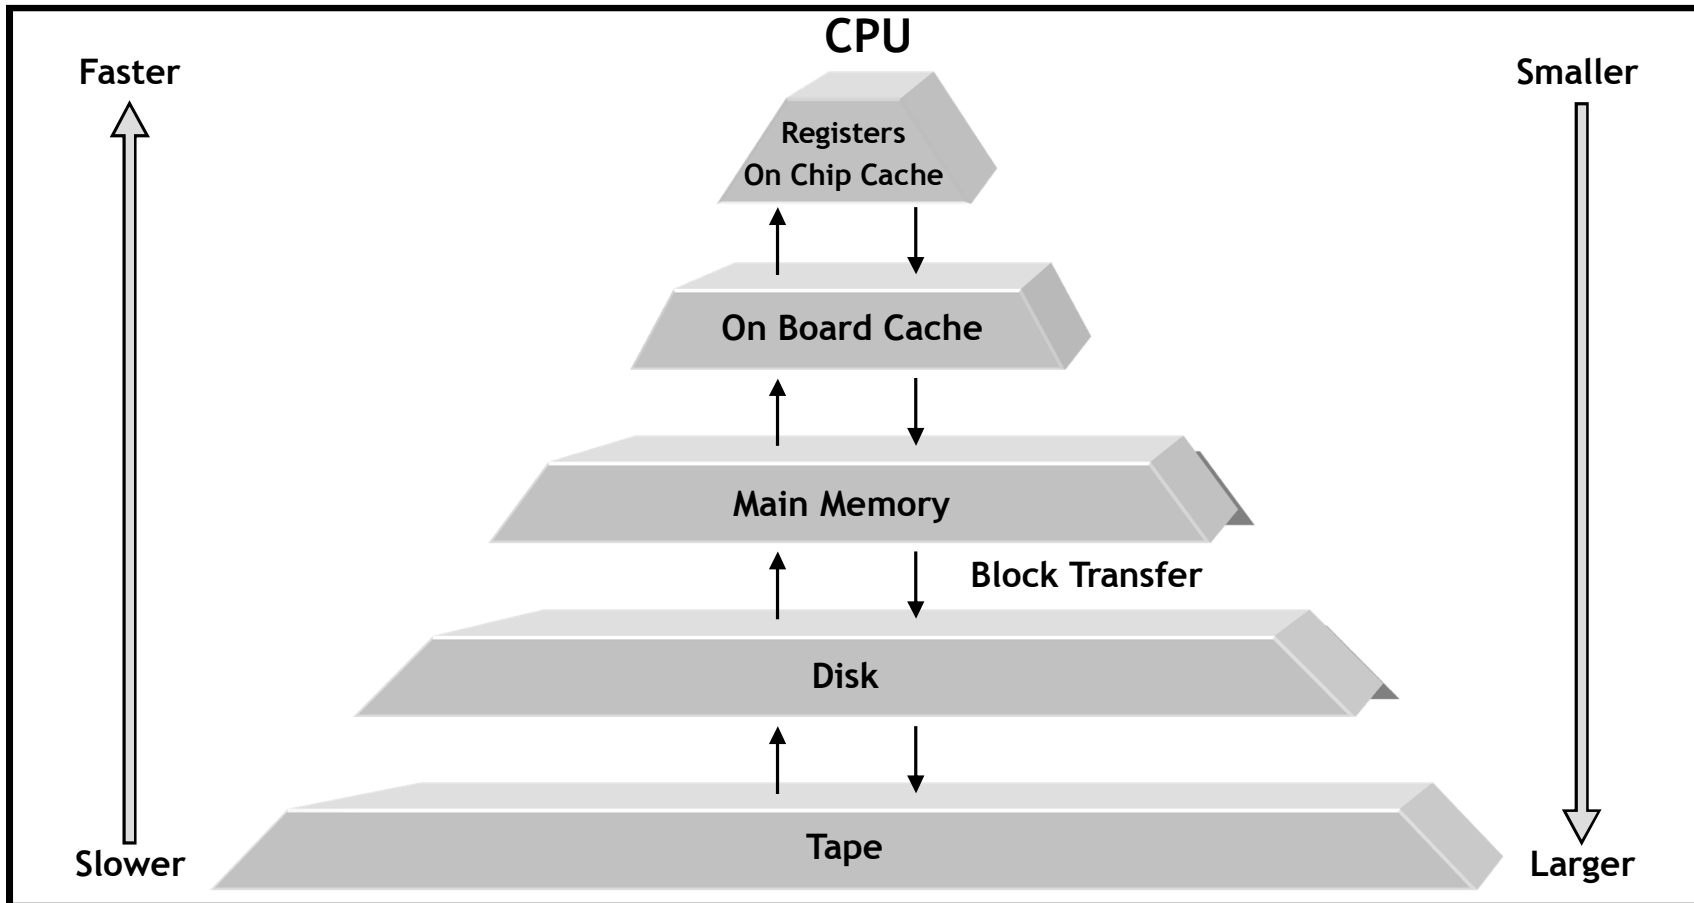 CPU
Faster
Smaller
Registers
On Chip Cache
On Board Cache
Main Memory
Block Transfer
Disk
Tape
Slower
Larger